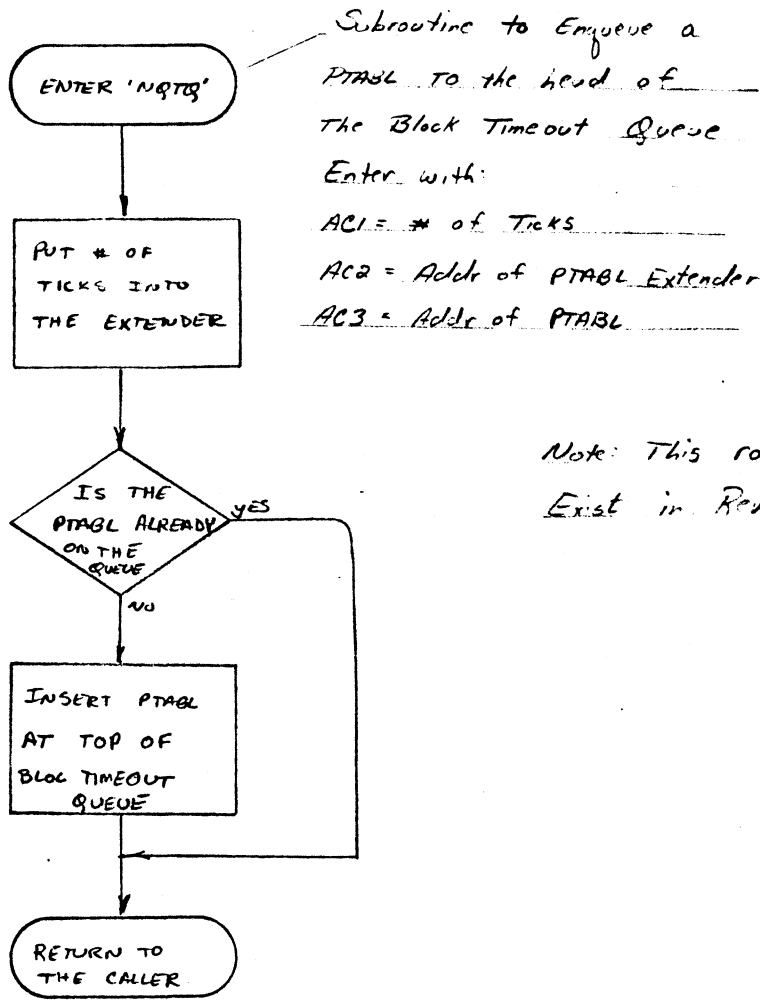 Subroutine to Enqueue a
PTABL TO the head of
The Block Timeout Queue
Enter with:
AC1 = # of Ticks
AC2 = Addr of PTABL Extender
AC3 = Addr of PTABL
Note: This ro
Exist in Rev
ENTER 'NQTQ'
PUT # OF
TICKS INTO
THE EXTENDER
IS THE
PTABL ALREADY
ON THE
QUEUE
YES
NO
INSERT PTABL
AT TOP OF
BLOC TIMEOUT
QUEUE
RETURN TO
THE CALLER